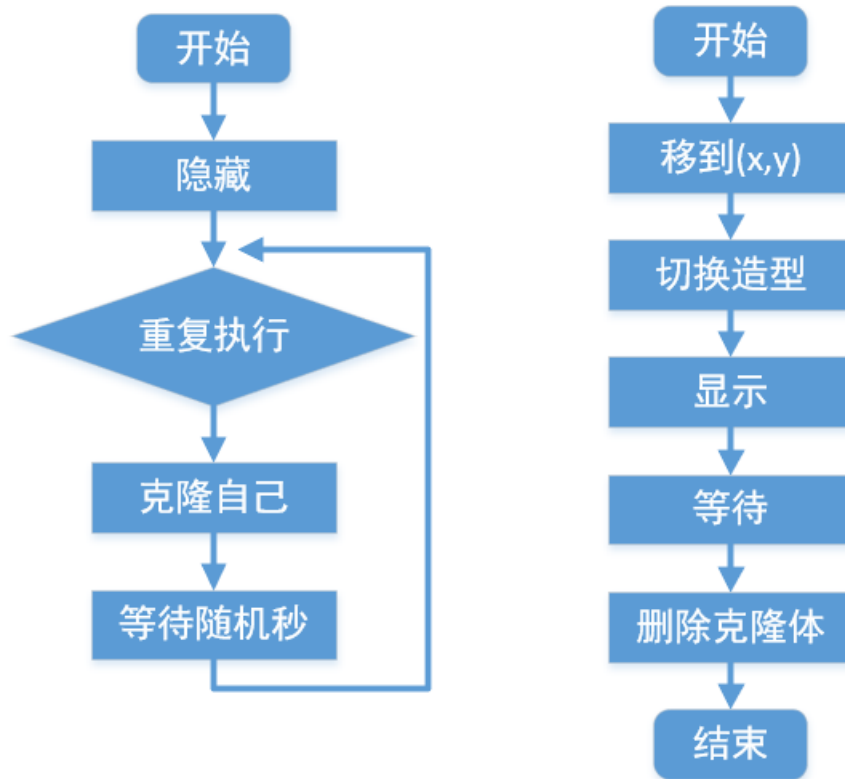 开始
隐藏
重复执行
克隆自己
等待随机秒
开始
移到(x,y)
切换造型
显示
等待
删除克隆体
结束